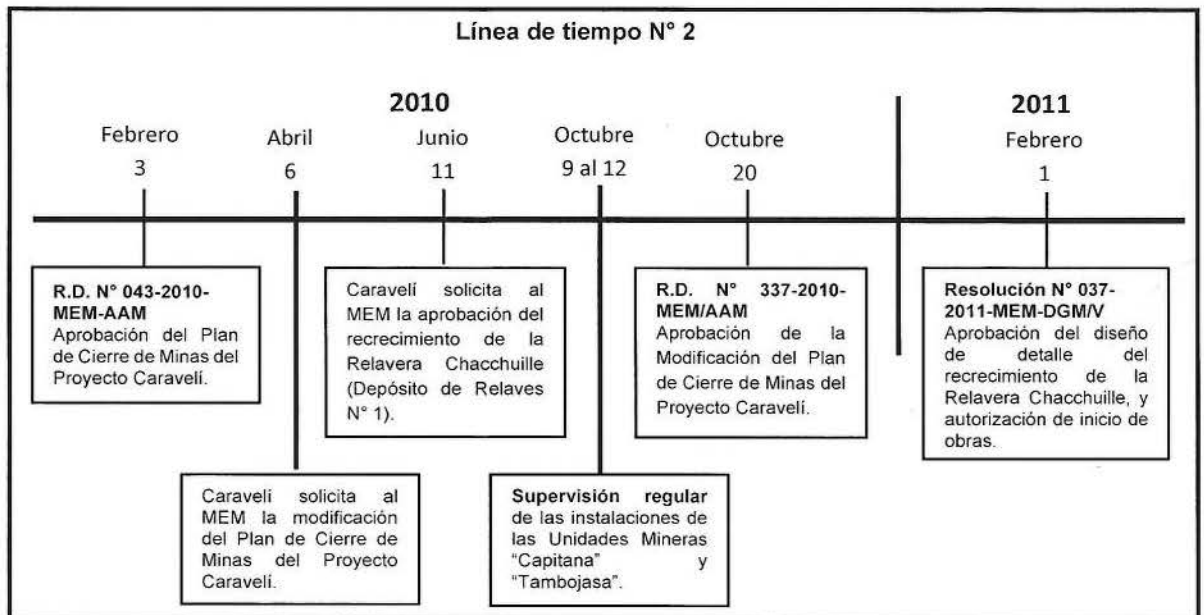 Línea de tiempo N° 2
2010
2011
Febrero
3
Abril
6
Junio
11
Octubre
9 al 12
Octubre
20
Febrero
1
R.D. N° 043-2010-
MEM-AAM
Aprobación del Plan
de Cierre de Minas del
Proyecto Caravelí.
Caravelí solicita al
MEM la modificación
del Plan de Cierre de
Minas del Proyecto
Caravelí.
Caravelí solicita al
MEM la aprobación del
recrecimiento de la
Relavera Chacchuille
(Depósito de Relaves
N° 1).
Supervisión regular
de las instalaciones de
las Unidades Mineras
“Capitana” y
“Tambojasa”.
R.D. N° 337-2010-
MEM/AAM
Aprobación de la
Modificación del Plan
de Cierre de Minas del
Proyecto Caravelí.
Resolución N° 037-
2011-MEM-DGM/V
Aprobación del diseño
de detalle del
recrecimiento de la
Relavera Chacchuille, y
autorización de inicio de
obras.